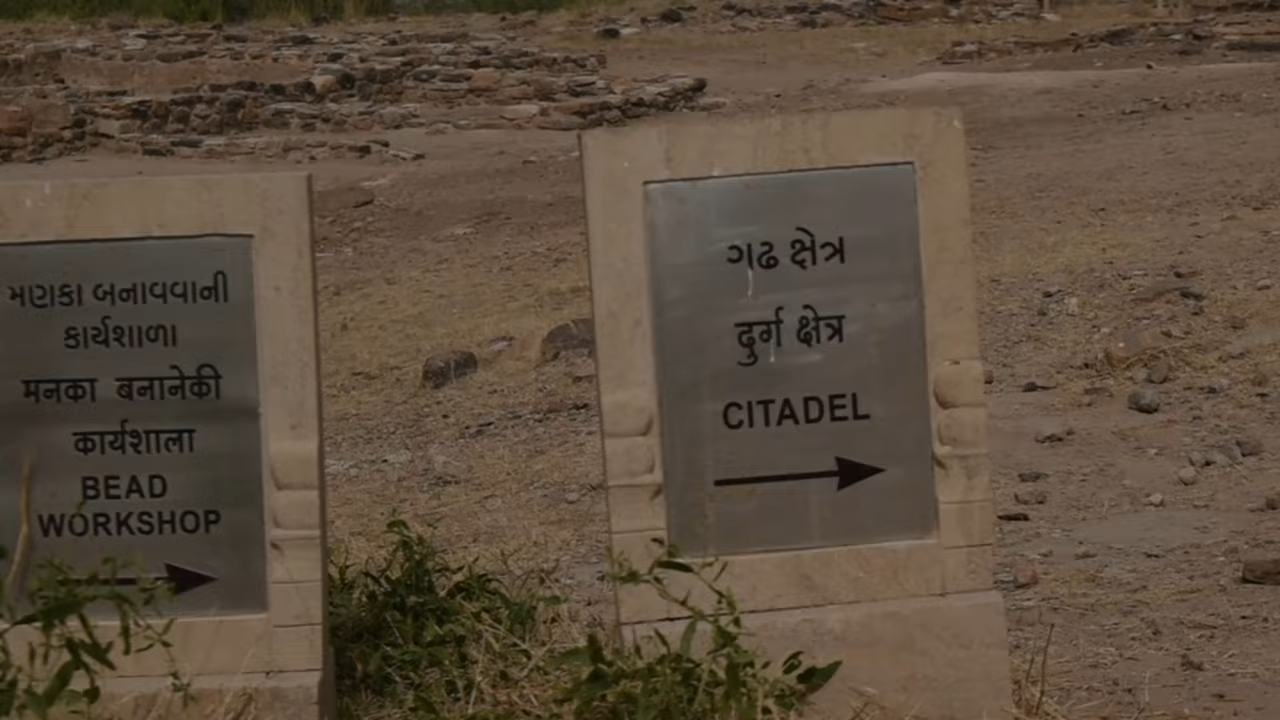 મણકા બનાવવાની
કાર્યશાળા
मनका बनानेकी
कार्यशाला
BEAD
WORKSHOP
ગઢ ક્ષેત્ર
दुर्ग क्षेत्र
CITADEL